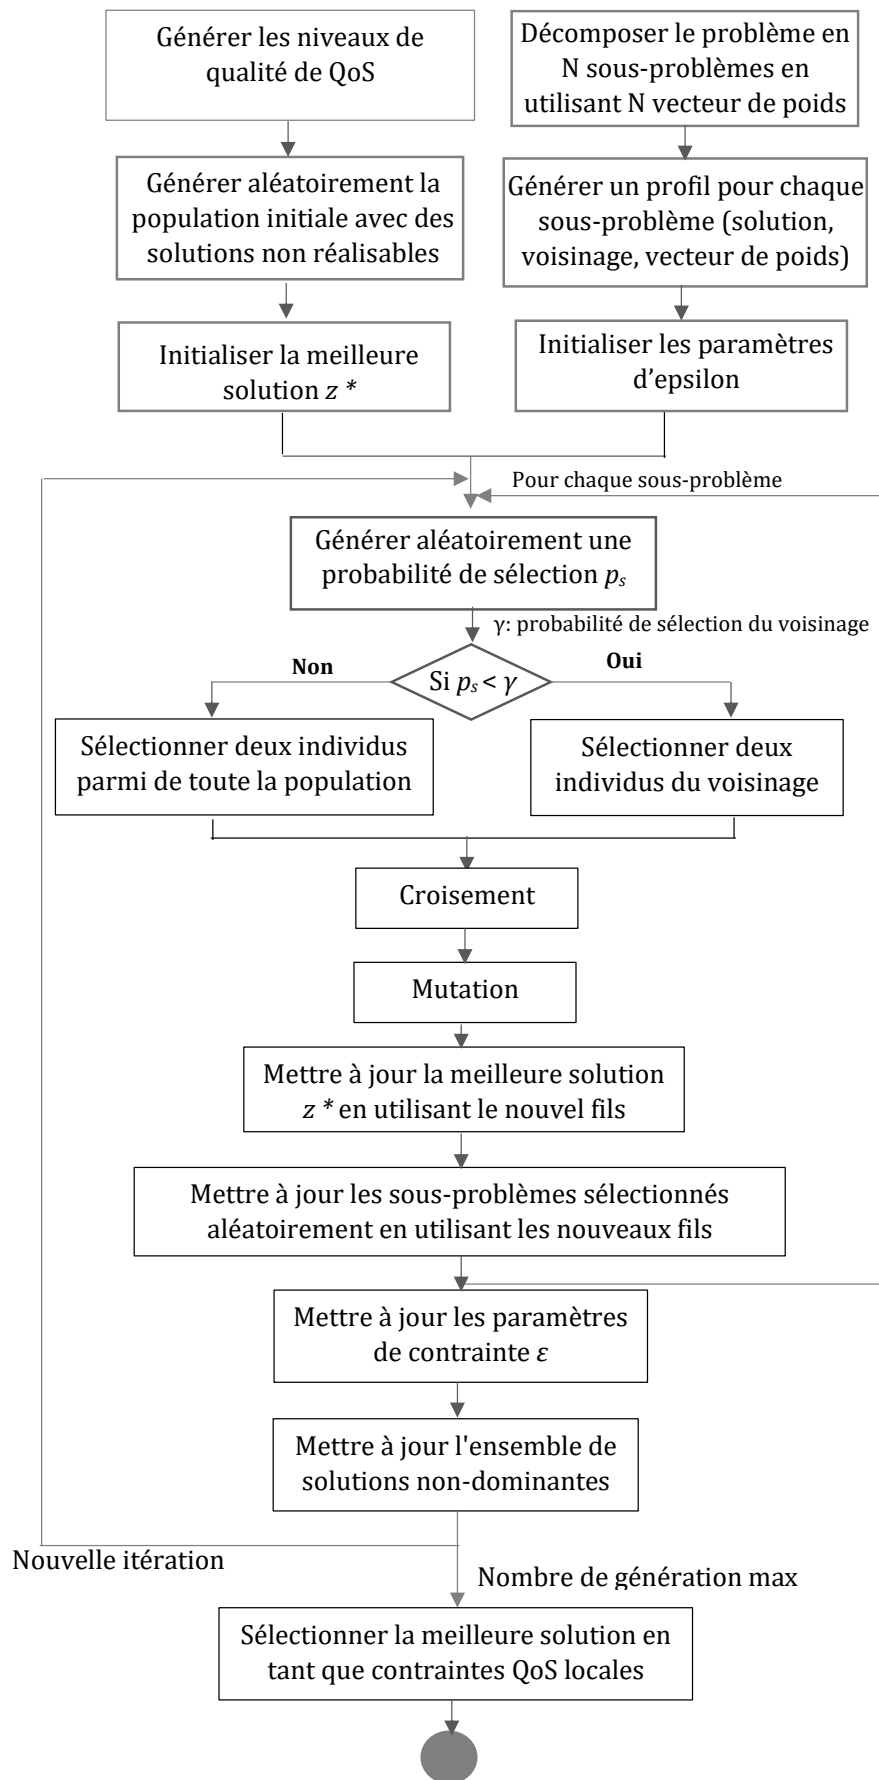 Générer les niveaux de
qualité de QoS
Décomposer le problème en
N sous-problèmes en
utilisant N vecteur de poids
Générer aléatoirement la
population initiale avec des
solutions non réalisables
Générer un profil pour chaque
sous-problème (solution,
voisinage, vecteur de poids)
Initialiser la meilleure
solution z *
Initialiser les paramètres
d’epsilon
Pour chaque sous-problème
Générer aléatoirement une
probabilité de sélection ps
γ: probabilité de sélection du voisinage
Non
Oui
Si ps < γ
Sélectionner deux individus
parmi de toute la population
Sélectionner deux
individus du voisinage
Croisement
Mutation
Mettre à jour la meilleure solution
z * en utilisant le nouvel fils
Mettre à jour les sous-problèmes sélectionnés
aléatoirement en utilisant les nouveaux fils
Mettre à jour les paramètres
de contrainte ε
Mettre à jour l'ensemble de
solutions non-dominantes
Nouvelle itération
Nombre de génération max
Sélectionner la meilleure solution en
tant que contraintes QoS locales